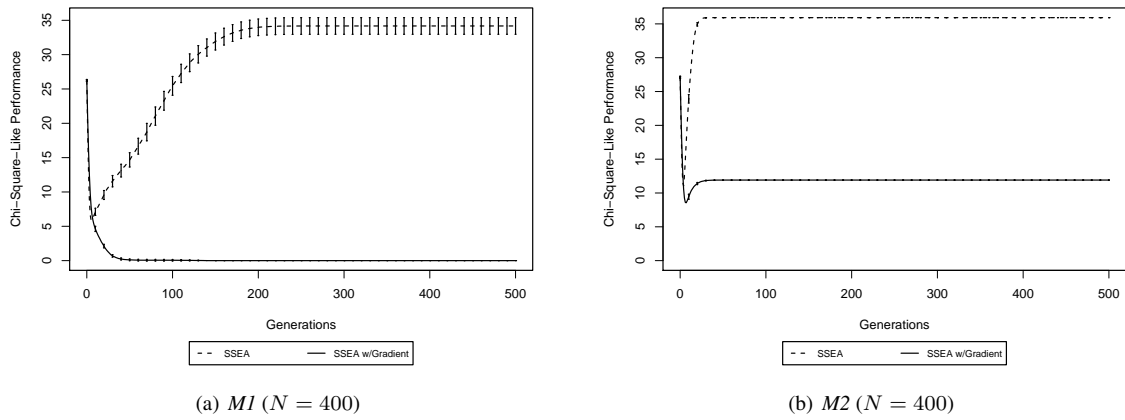 Chi−Square−Like Performance
35
30
25
20
15
10
5
0
0 100 200 300 400 500
Generations
SSEA SSEA w/Gradient
(a) M1 (N = 400)
Chi−Square−Like Performance
35
30
25
20
15
10
5
0
0 100 200 300 400 500
Generations
SSEA SSEA w/Gradient
(b) M2 (N = 400)